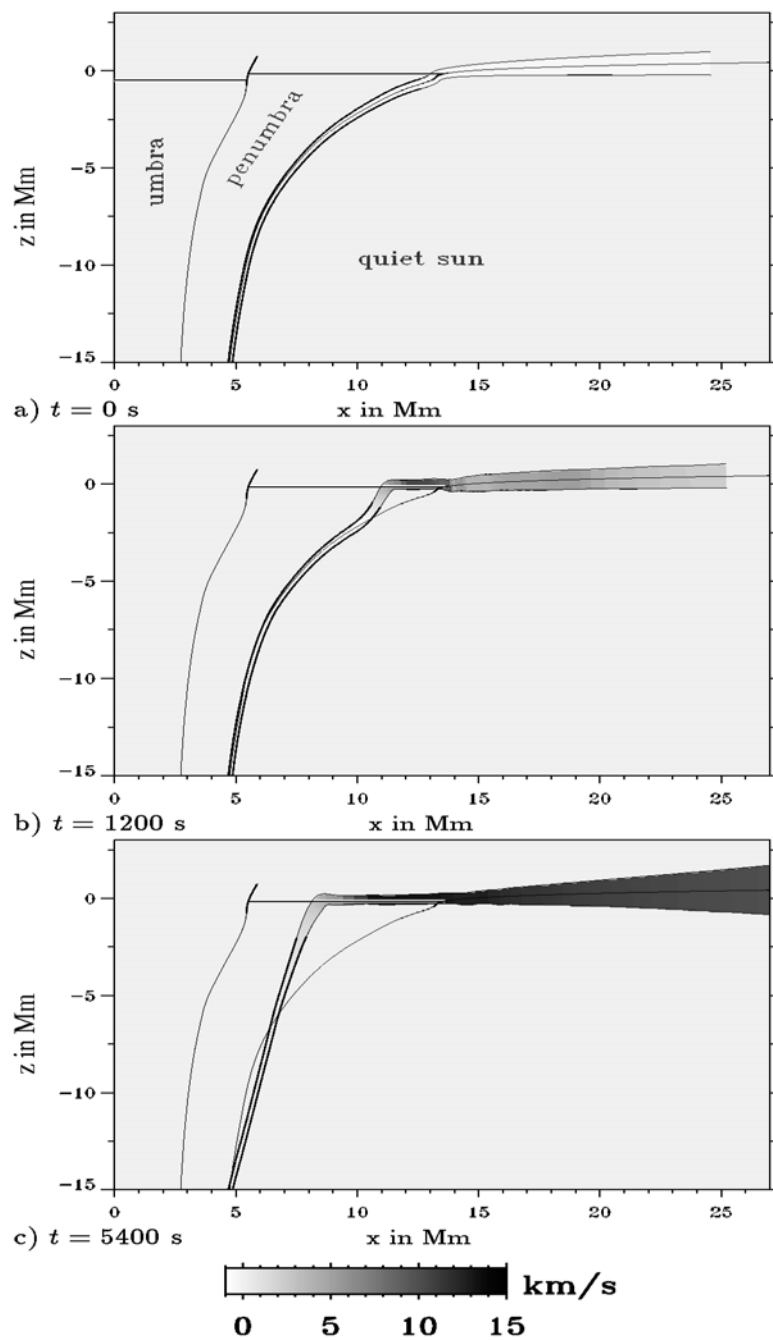 0
−5
−10
−15
z in Mm
umbra
penumbra
quiet sun
0 5 10 15 20 25
a) t = 0 s x in Mm
0
−5
−10
−15
z in Mm
0 5 10 15 20 25
b) t = 1200 s x in Mm
0
−5
−10
−15
z in Mm
0 5 10 15 20 25
c) t = 5400 s x in Mm
km/s
0 5 10 15